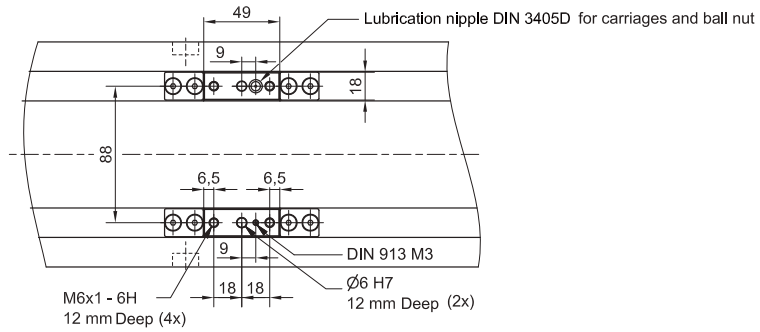 49
Lubrication nipple DIN 3405D for carriages and ball nut
9
18
88
6,5
6,5
9
DIN 913 M3
18
18
Ø6 H7
12 mm Deep (2x)
M6x1 - 6H
12 mm Deep (4x)